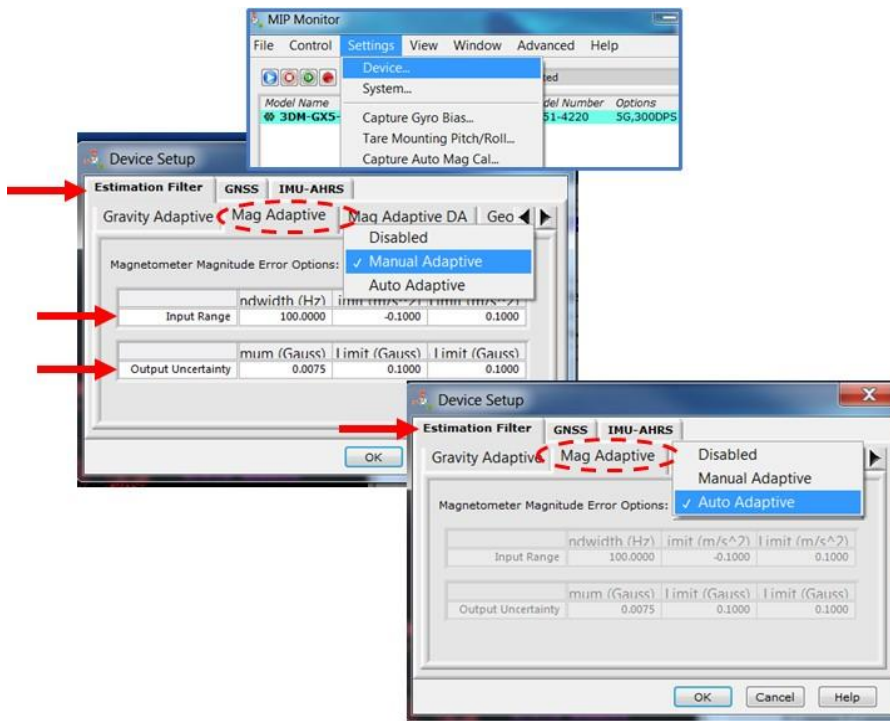 MIP Monitor
File Control Settings View Window Advanced Help
Device...
System...
Capture Gyro Bias...
Tare Mounting Pitch/Roll...
Capture Auto Mag Cal...
ted
Model Name del Number Options
3DM-GX5- 51-4220 5G,300DPS
Device Setup
Estimation Filter GNSS IMU-AHRS
Gravity Adaptive Mag Adaptive Mag Adaptive DA Geo
Disabled
✓ Manual Adaptive
Auto Adaptive
Magnetometer Magnitude Error Options:
ndwidth (Hz) imit (m/s^2) Limit (m/s^2)
Input Range 100.0000 -0.1000 0.1000
mum (Gauss) Limit (Gauss) Limit (Gauss)
Output Uncertainty 0.0075 0.1000 0.1000
OK
Device Setup
X
Estimation Filter GNSS IMU-AHRS
Gravity Adaptive Mag Adaptive
Disabled
Manual Adaptive
✓ Auto Adaptive
Magnetometer Magnitude Error Options:
ndwidth (Hz) imit (m/s^2) Limit (m/s^2)
Input Range 100.0000 -0.1000 0.1000
mum (Gauss) Limit (Gauss) Limit (Gauss)
Output Uncertainty 0.0075 0.1000 0.1000
OK Cancel Help